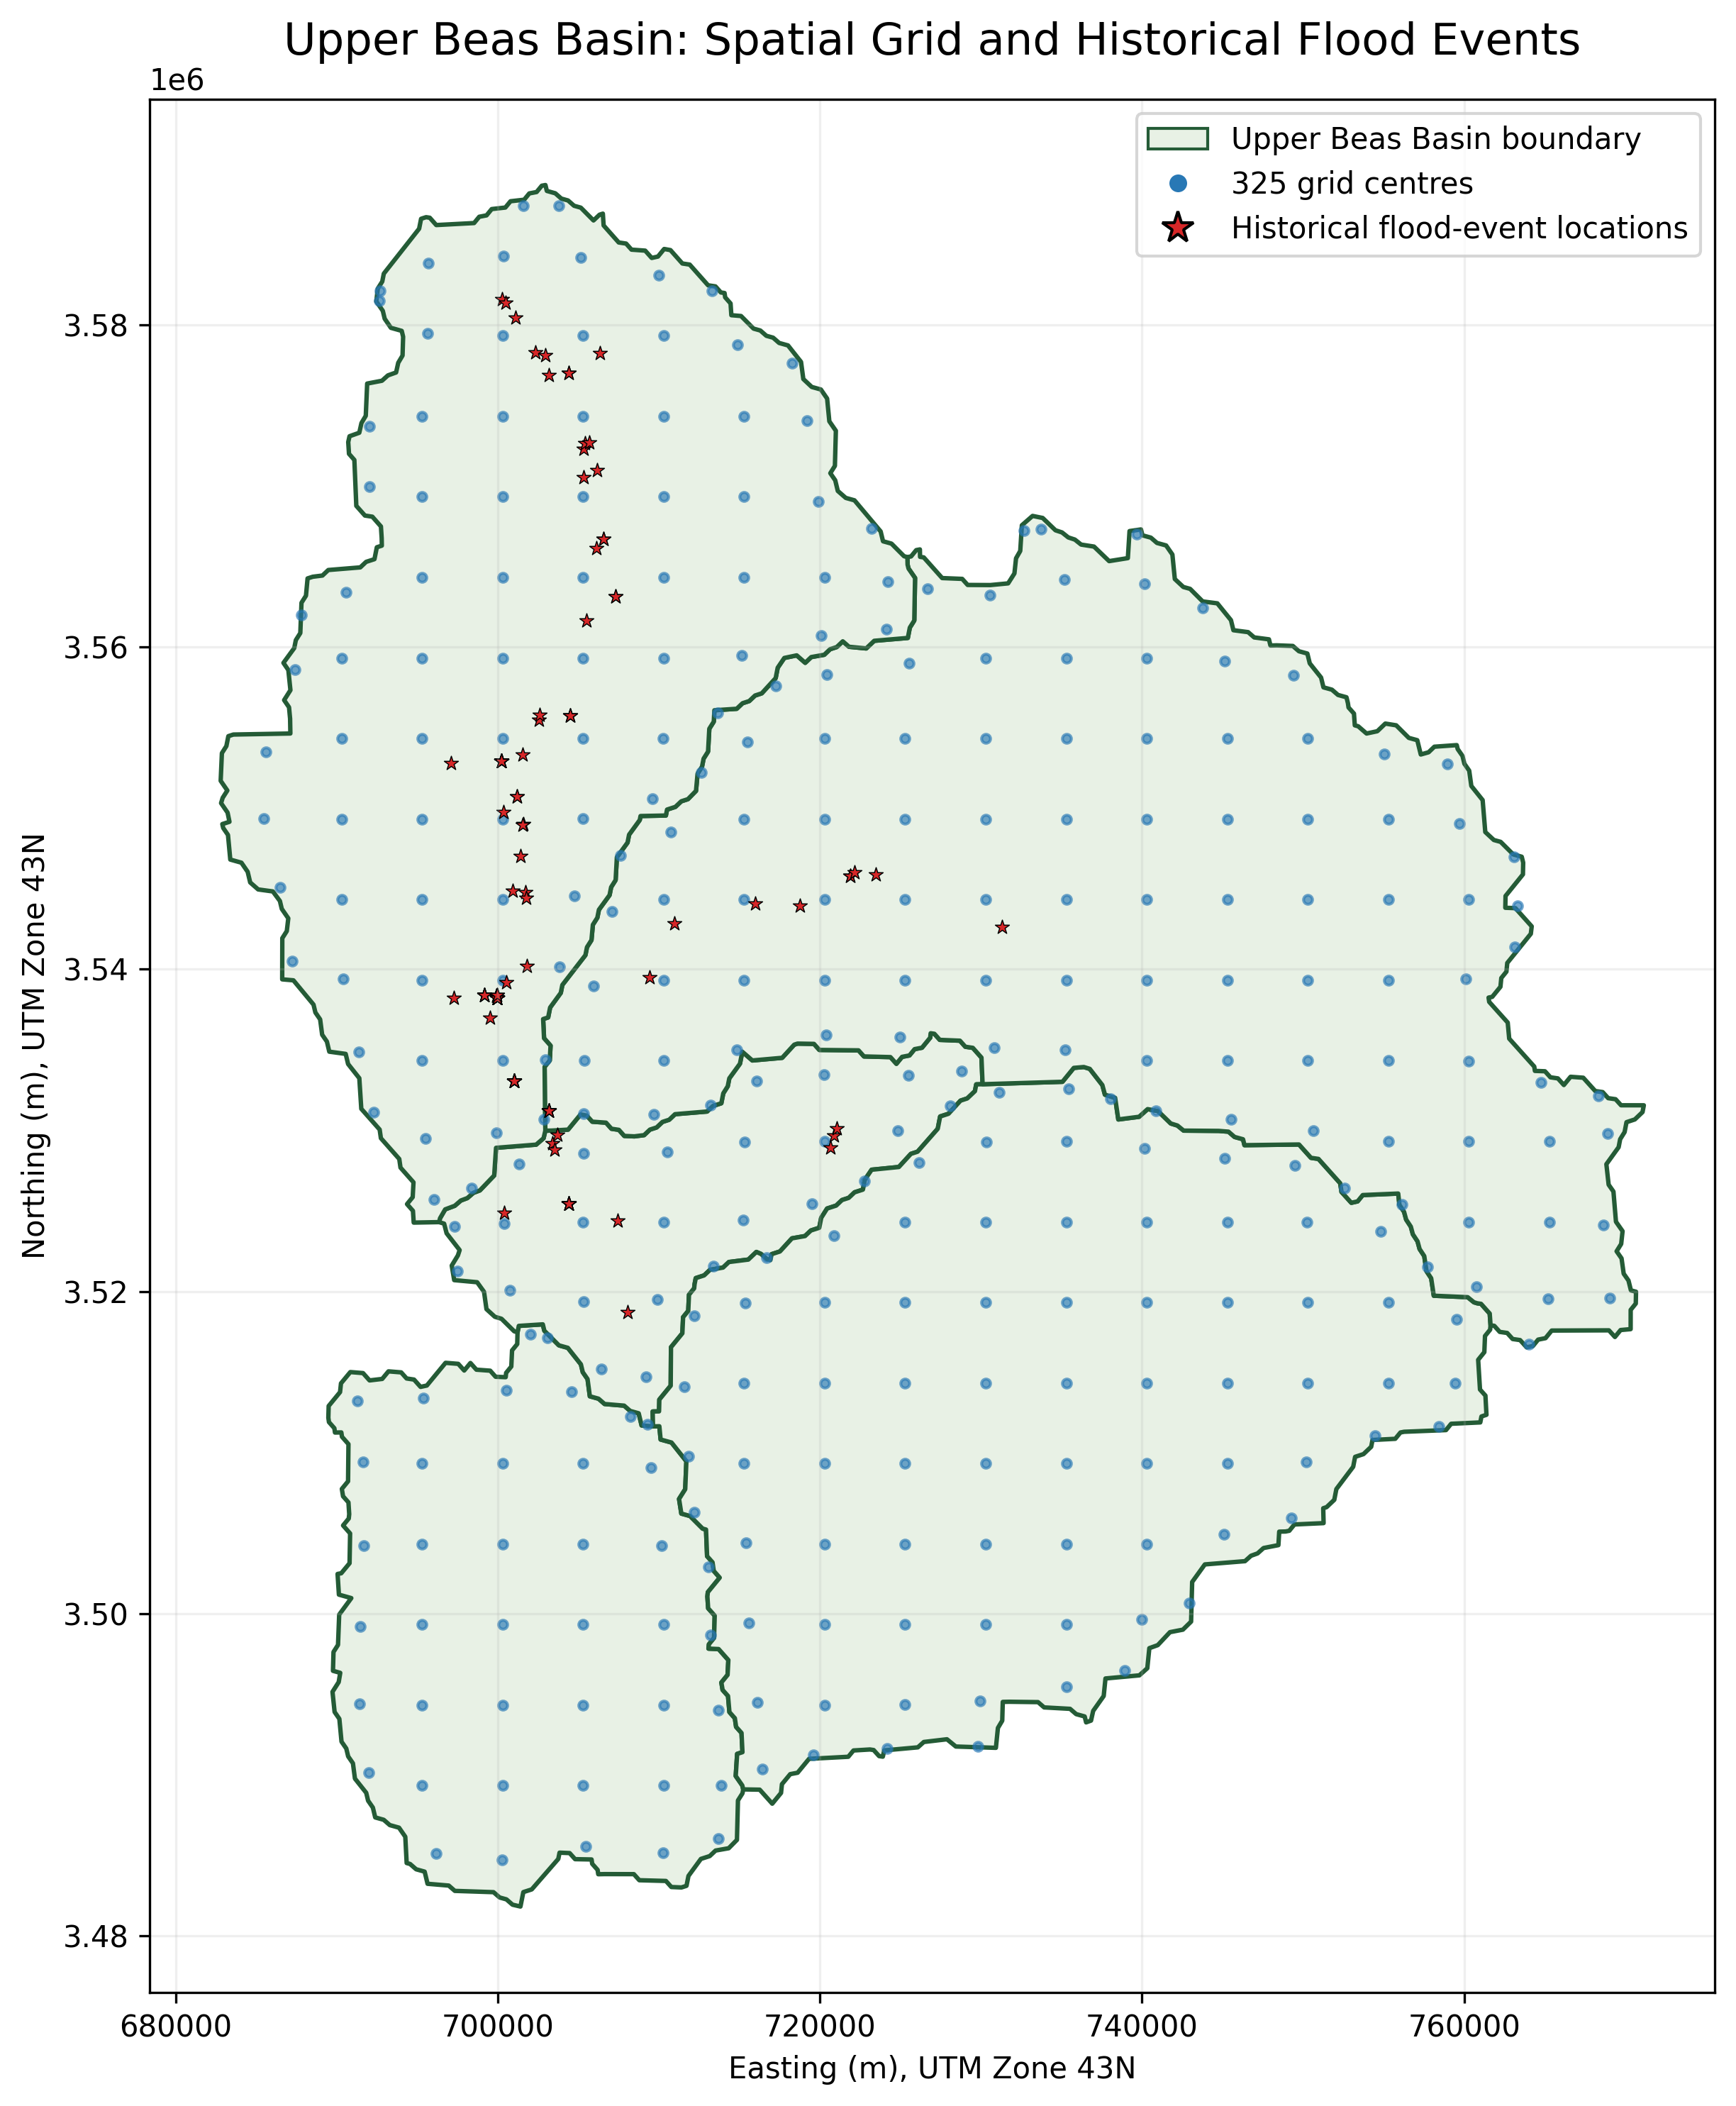 Upper Beas Basin: Spatial Grid and Historical Flood Events
1e6
Upper Beas Basin boundary
325 grid centres
Historical flood-event locations
3.58
3.56
3.54
3.52
3.50
3.48
Northing (m), UTM Zone 43N
680000 700000 720000 740000 760000
Easting (m), UTM Zone 43N